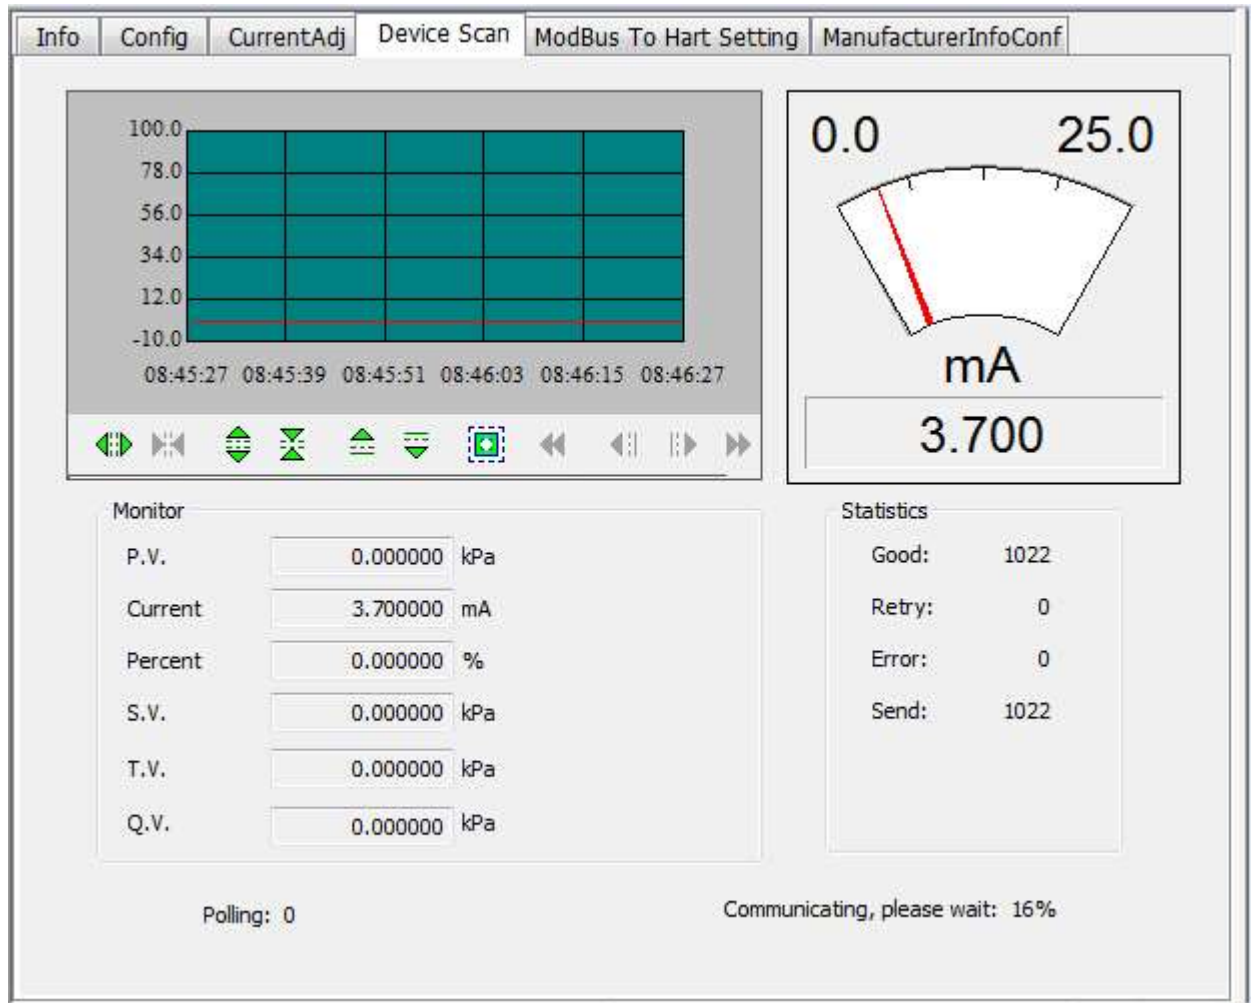 Info Config CurrentAdj Device Scan ModBus To Hart Setting ManufacturerInfoConf
100.0
78.0
56.0
34.0
12.0
-10.0
08:45:27 08:45:39 08:45:51 08:46:03 08:46:15 08:46:27
0.0 25.0
mA
3.700
Monitor
P.V. 0.000000 kPa
Current 3.700000 mA
Percent 0.000000 %
S.V. 0.000000 kPa
T.V. 0.000000 kPa
Q.V. 0.000000 kPa
Statistics
Good: 1022
Retry: 0
Error: 0
Send: 1022
Polling: 0
Communicating, please wait: 16%